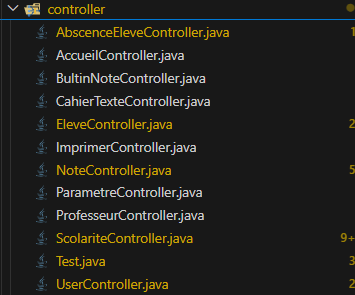 controller
AbscenceEleveController.java 1
AccueilController.java
BultinNoteController.java
CahierTexteController.java
EleveController.java 2
ImprimerController.java
NoteController.java 5
ParametreController.java
ProfesseurController.java
ScolariteController.java 9+
Test.java 3
UserController.java 2